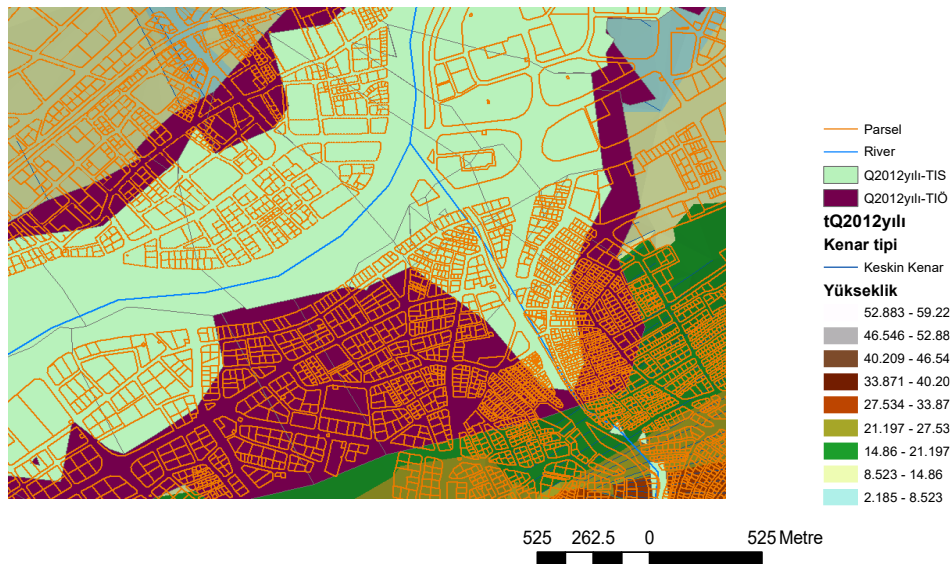 Parsel
River
Q2012yılı-TIS
Q2012yılı-TIÖ
tQ2012yılı
Kenar tipi
Keskin Kenar
Yükseklik
52.883 - 59.22
46.546 - 52.88
40.209 - 46.54
33.871 - 40.20
27.534 - 33.87
21.197 - 27.53
14.86 - 21.197
8.523 - 14.86
2.185 - 8.523
525 262.5 0 525 Metre